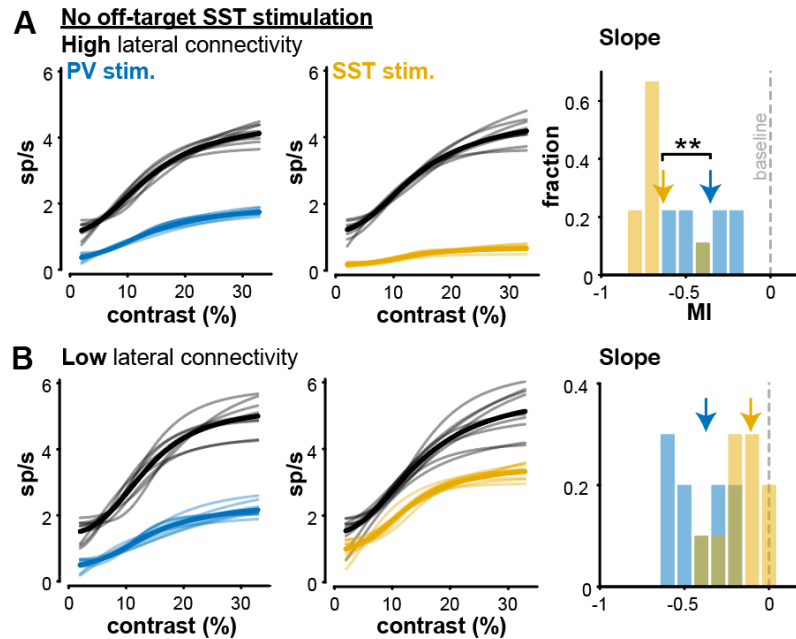 A
No off-target SST stimulation
High lateral connectivity
PV stim.
SST stim.
Slope
6
4
2
0
sp/s
0
10
20
30
contrast (%)
6
4
2
0
sp/s
0
10
20
30
contrast (%)
0.6
0.4
0.2
0
fraction
**
baseline
-1
-0.5
0
MI
B
Low lateral connectivity
Slope
6
4
2
0
sp/s
0
10
20
30
contrast (%)
6
4
2
0
sp/s
0
10
20
30
contrast (%)
0.4
0.2
0
-1
-0.5
0